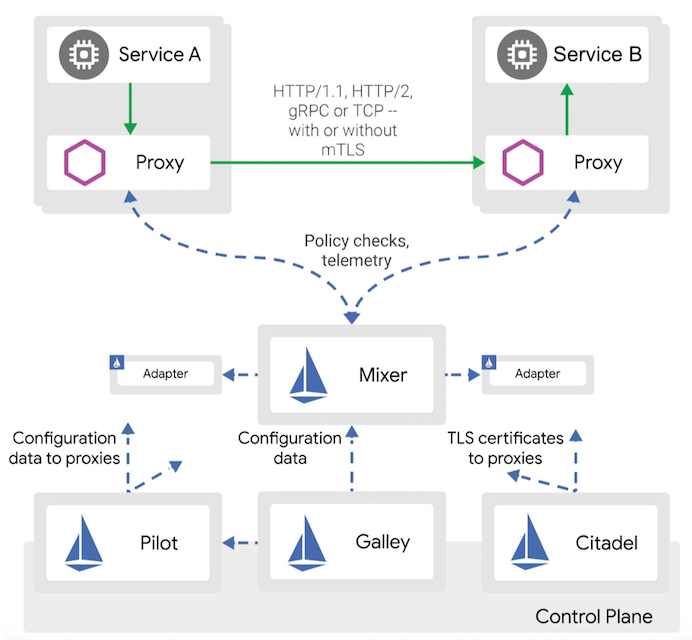 Service A
Service B
HTTP/1.1, HTTP/2,
gRPC or TCP --
with or without
mTLS
Proxy
Proxy
Policy checks,
telemetry
Mixer
Adapter
Adapter
Configuration
data to proxies
Configuration
data
TLS certificates
to proxies
Pilot
Galley
Citadel
Control Plane